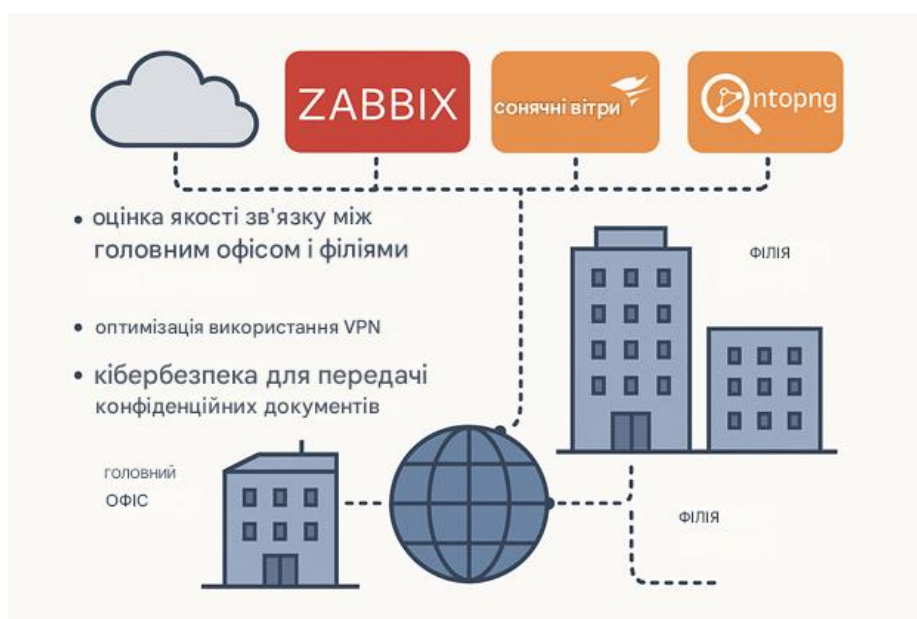 ZABBIX
сонячні вітри
ntopng
• оцінка якості зв'язку між
головним офісом і філіями
• оптимізація використання VPN
• кібербезпека для передачі
конфіденційних документів
ФІЛІЯ
ГОЛОВНИЙ
ОФІС
ФІЛІЯ